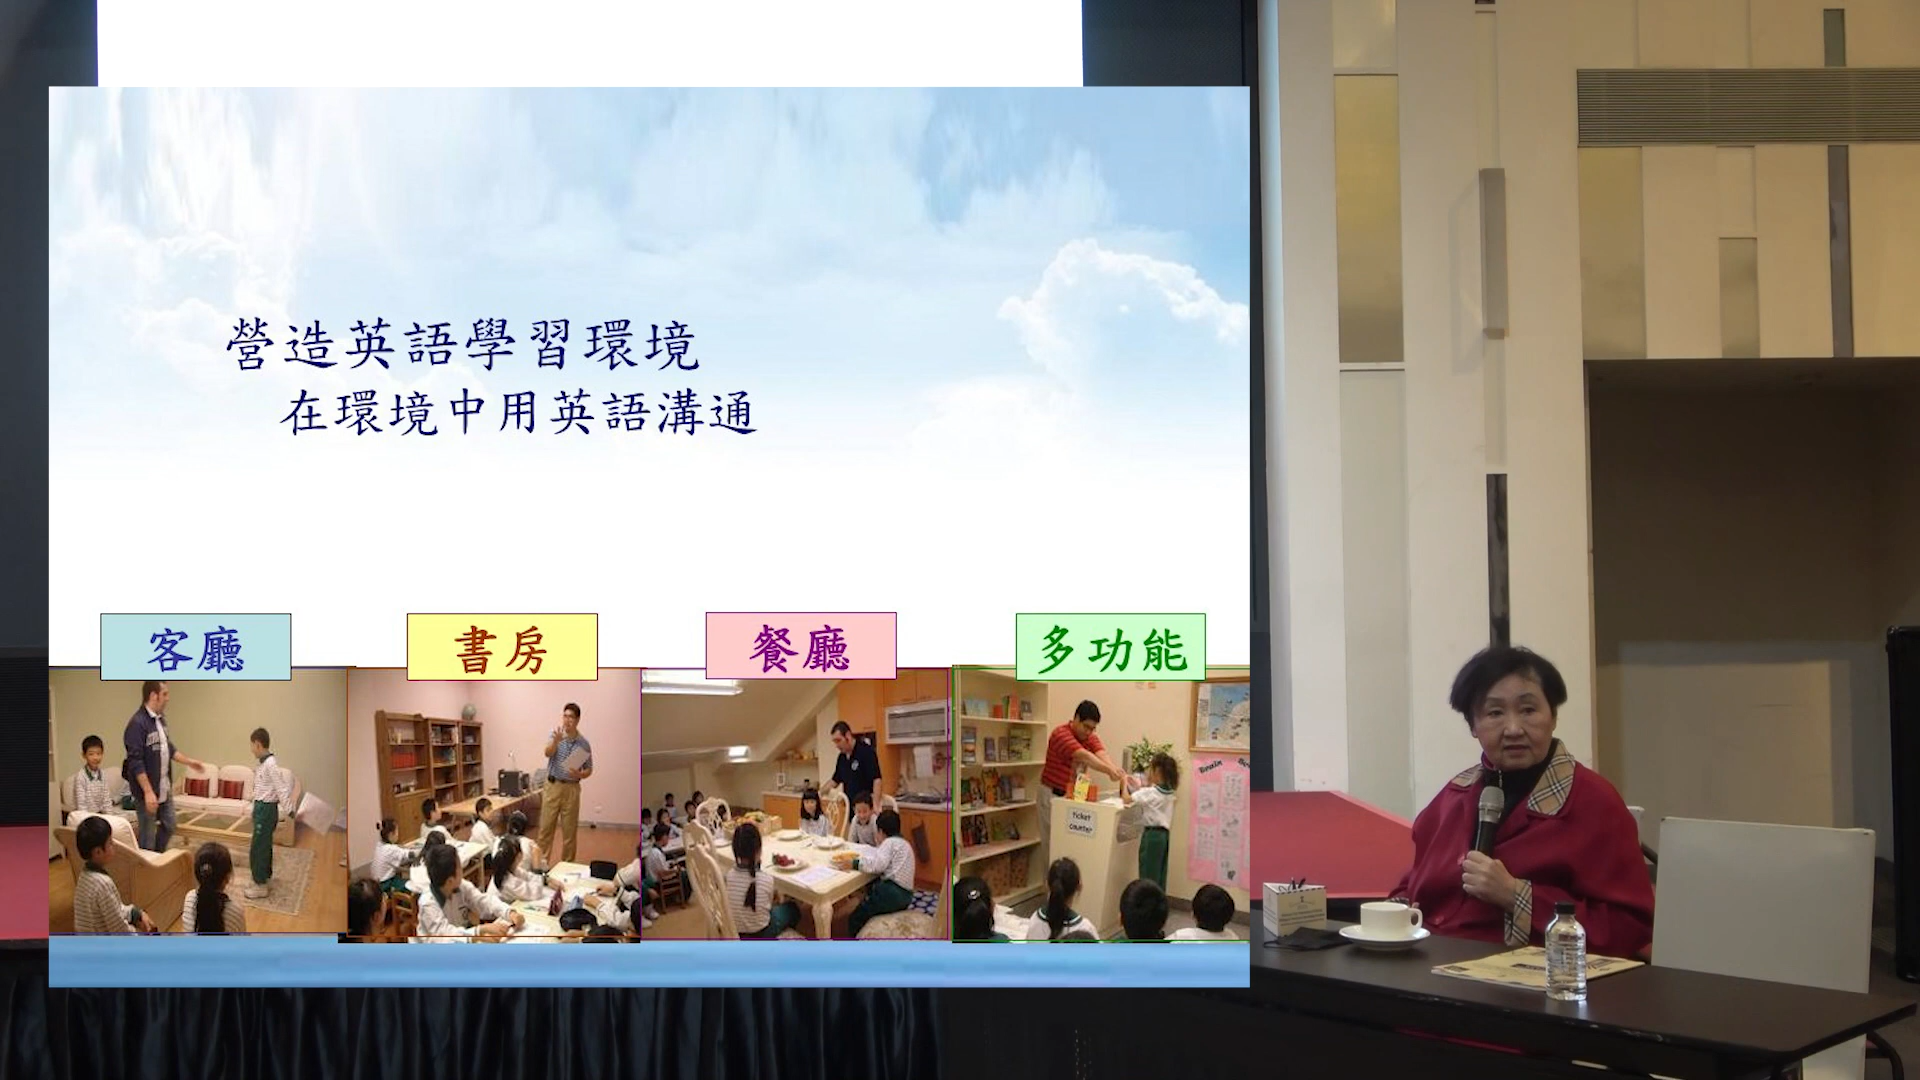 營造英語學習環境
在環境中用英語溝通
客廳
書房
餐廳
多功能
ticket
counter
Brain